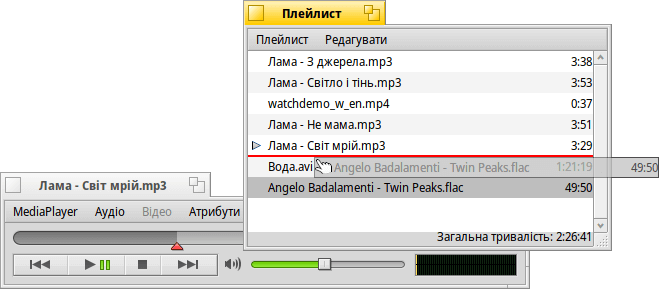 Плейлист
Плейлист Редагувати
Лама - З джерела.mp3 3:38
Лама - Світло і тінь.mp3 3:53
watchdemo_w_en.mp4 0:37
Лама - Не мама.mp3 3:51
Лама - Світ мрій.mp3 3:29
Вода.avi 1:21:19
Angelo Badalamenti - Twin Peaks.flac 49:50
Angelo Badalamenti - Twin Peaks.flac 49:50
Загальна тривалість: 2:26:41
Лама - Світ мрій.mp3
MediaPlayer Аудіо Відео Атрибути